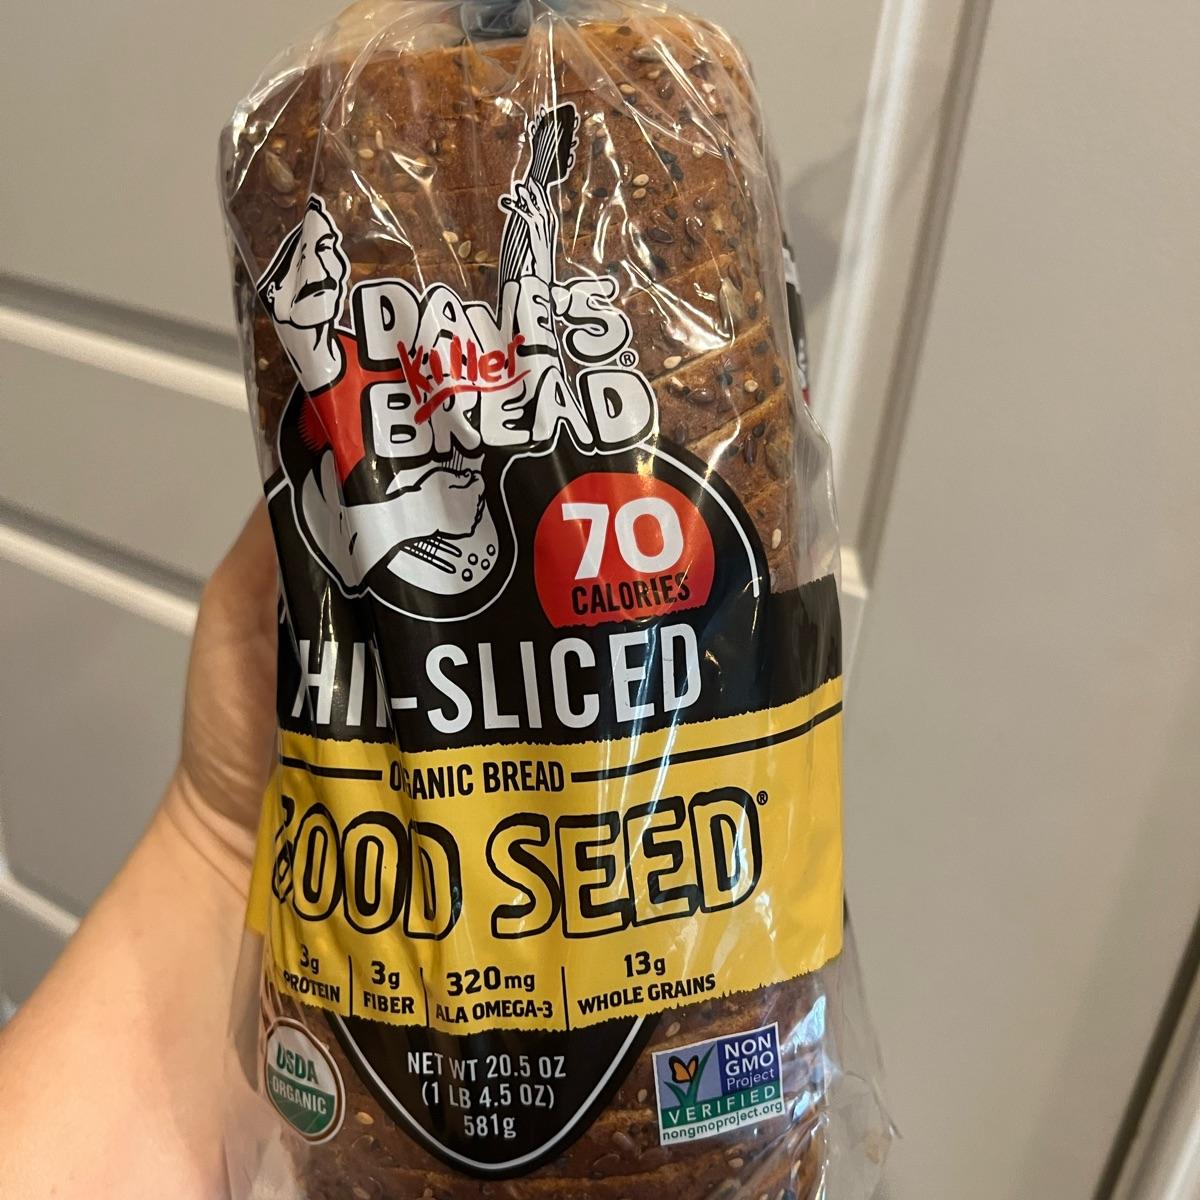 DAVE'S
Killer
BREAD®
70
CALORIES
HIN-SLICED
ORGANIC BREAD
GOOD SEED®
3g
PROTEIN
3g
FIBER
320mg
ALA OMEGA-3
13g
WHOLE GRAINS
USDA
ORGANIC
NET WT 20.5 OZ
(1 LB 4.5 OZ)
581g
NON
GMO
Project
VERIFIED
nongmoproject.org